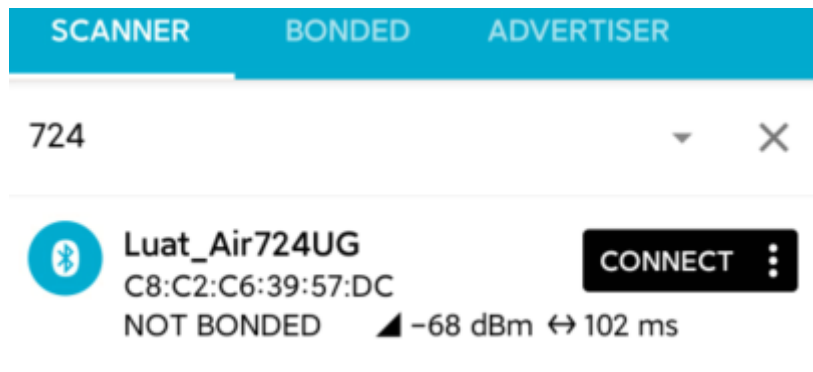 SCANNER BONDED ADVERTISER
724
Luat_Air724UG
CONNECT
C8:C2:C6:39:57:DC
NOT BONDED -68 dBm ↔ 102 ms